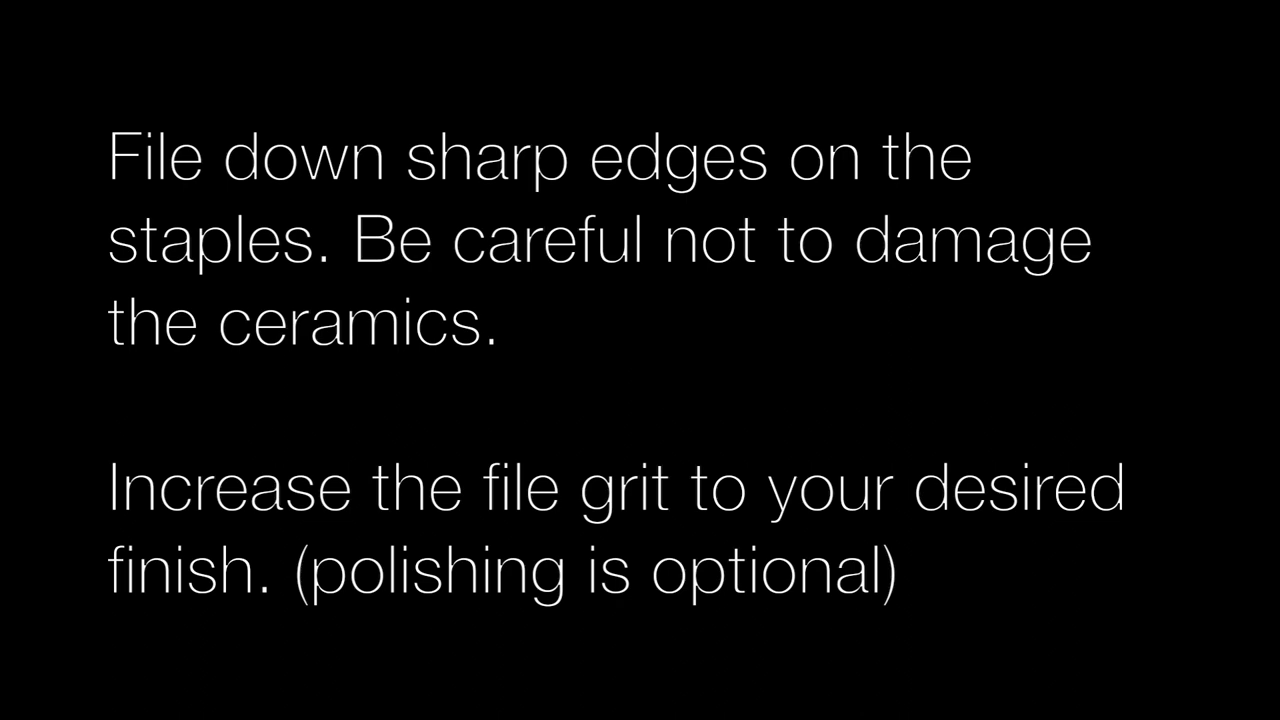 File down sharp edges on the
staples. Be careful not to damage
the ceramics.
Increase the file grit to your desired
finish. (polishing is optional)